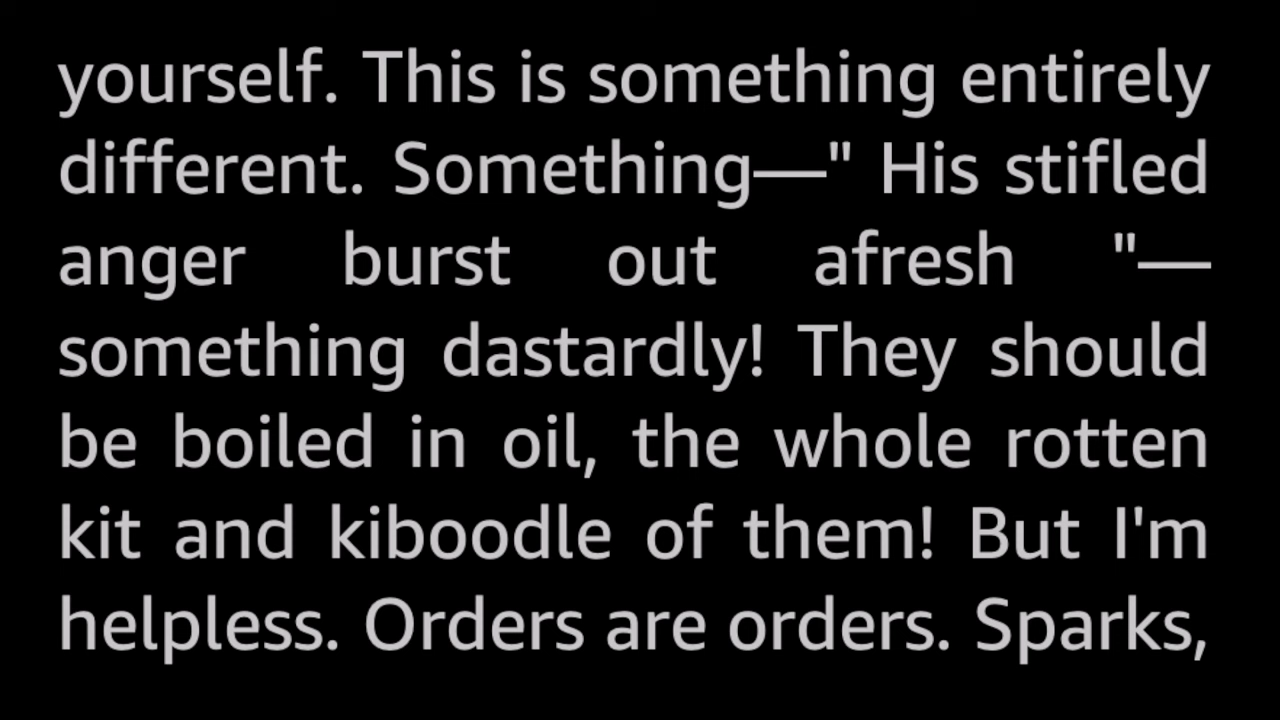 yourself. This is something entirely
different. Something—" His stifled
anger burst out afresh "—
something dastardly! They should
be boiled in oil, the whole rotten
kit and kiboodle of them! But I'm
helpless. Orders are orders. Sparks,